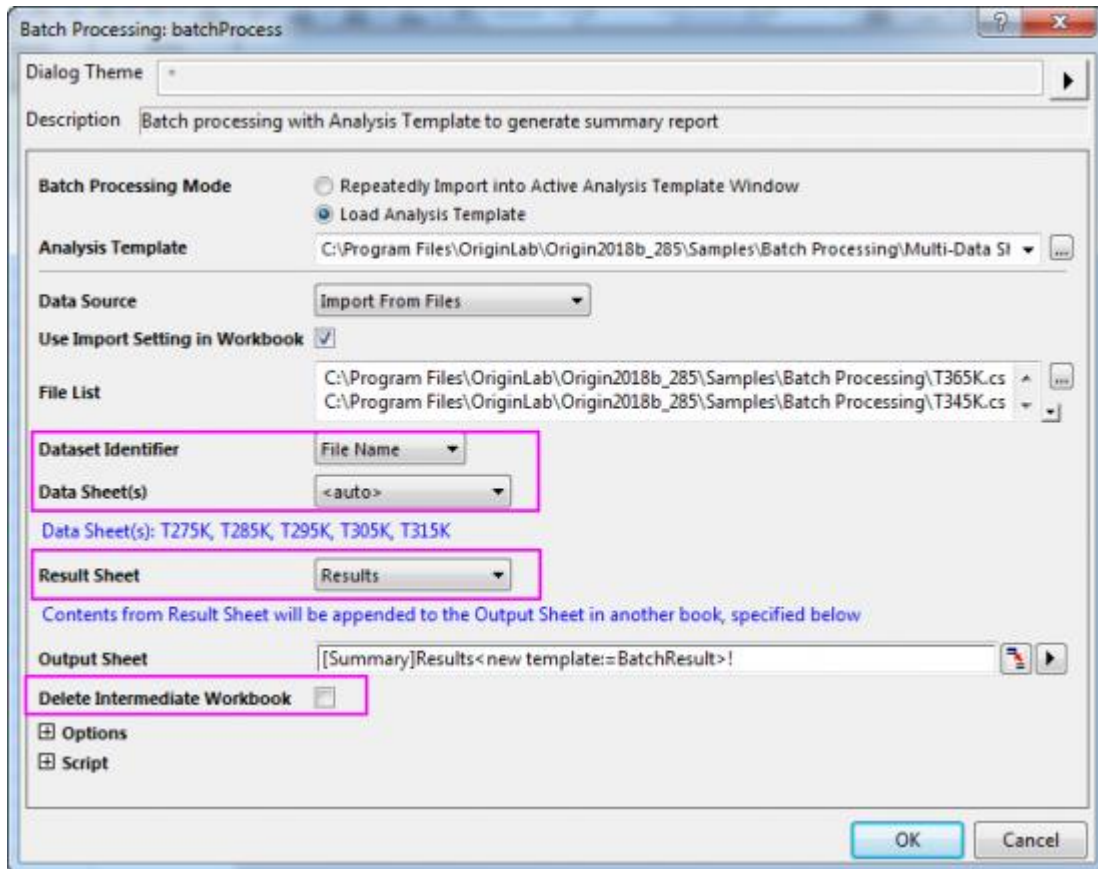 Batch Processing: batchProcess
Dialog Theme *
Description Batch processing with Analysis Template to generate summary report
Batch Processing Mode Repeatedly Import into Active Analysis Template Window
Load Analysis Template
Analysis Template C:\Program Files\OriginLab\Origin2018b_285\Samples\Batch Processing\Multi-Data Sl
Data Source Import From Files
Use Import Setting in Workbook
File List C:\Program Files\OriginLab\Origin2018b_285\Samples\Batch Processing\T365K.cs
C:\Program Files\OriginLab\Origin2018b_285\Samples\Batch Processing\T345K.cs
Dataset Identifier File Name
Data Sheet(s) <auto>
Data Sheet(s): T275K, T285K, T295K, T305K, T315K
Result Sheet Results
Contents from Result Sheet will be appended to the Output Sheet in another book, specified below
Output Sheet [Summary]Results<new template:=BatchResult>!
Delete Intermediate Workbook
Options
Script
OK Cancel